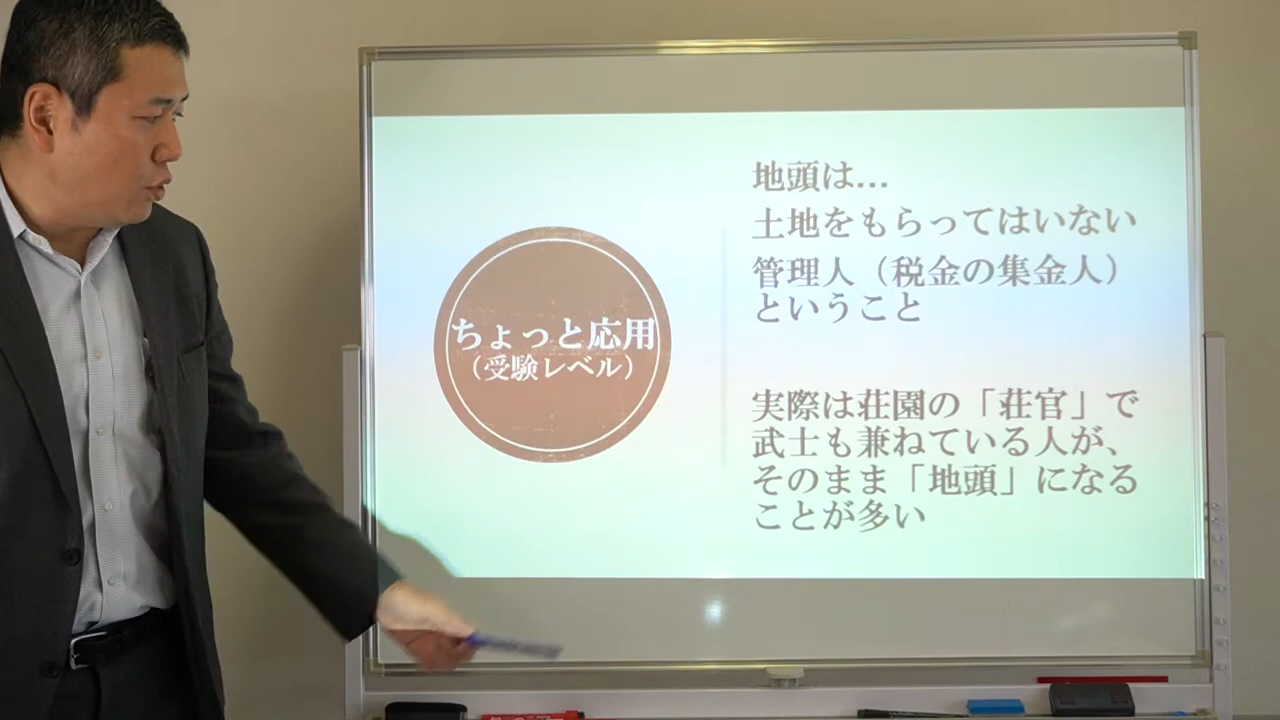 ちょっと応用
（受験レベル）
地頭は…
土地をもらってはいない
管理人（税金の集金人）
ということ
実際は荘園の「荘官」で
武士も兼ねている人が、
そのまま「地頭」になる
ことが多い